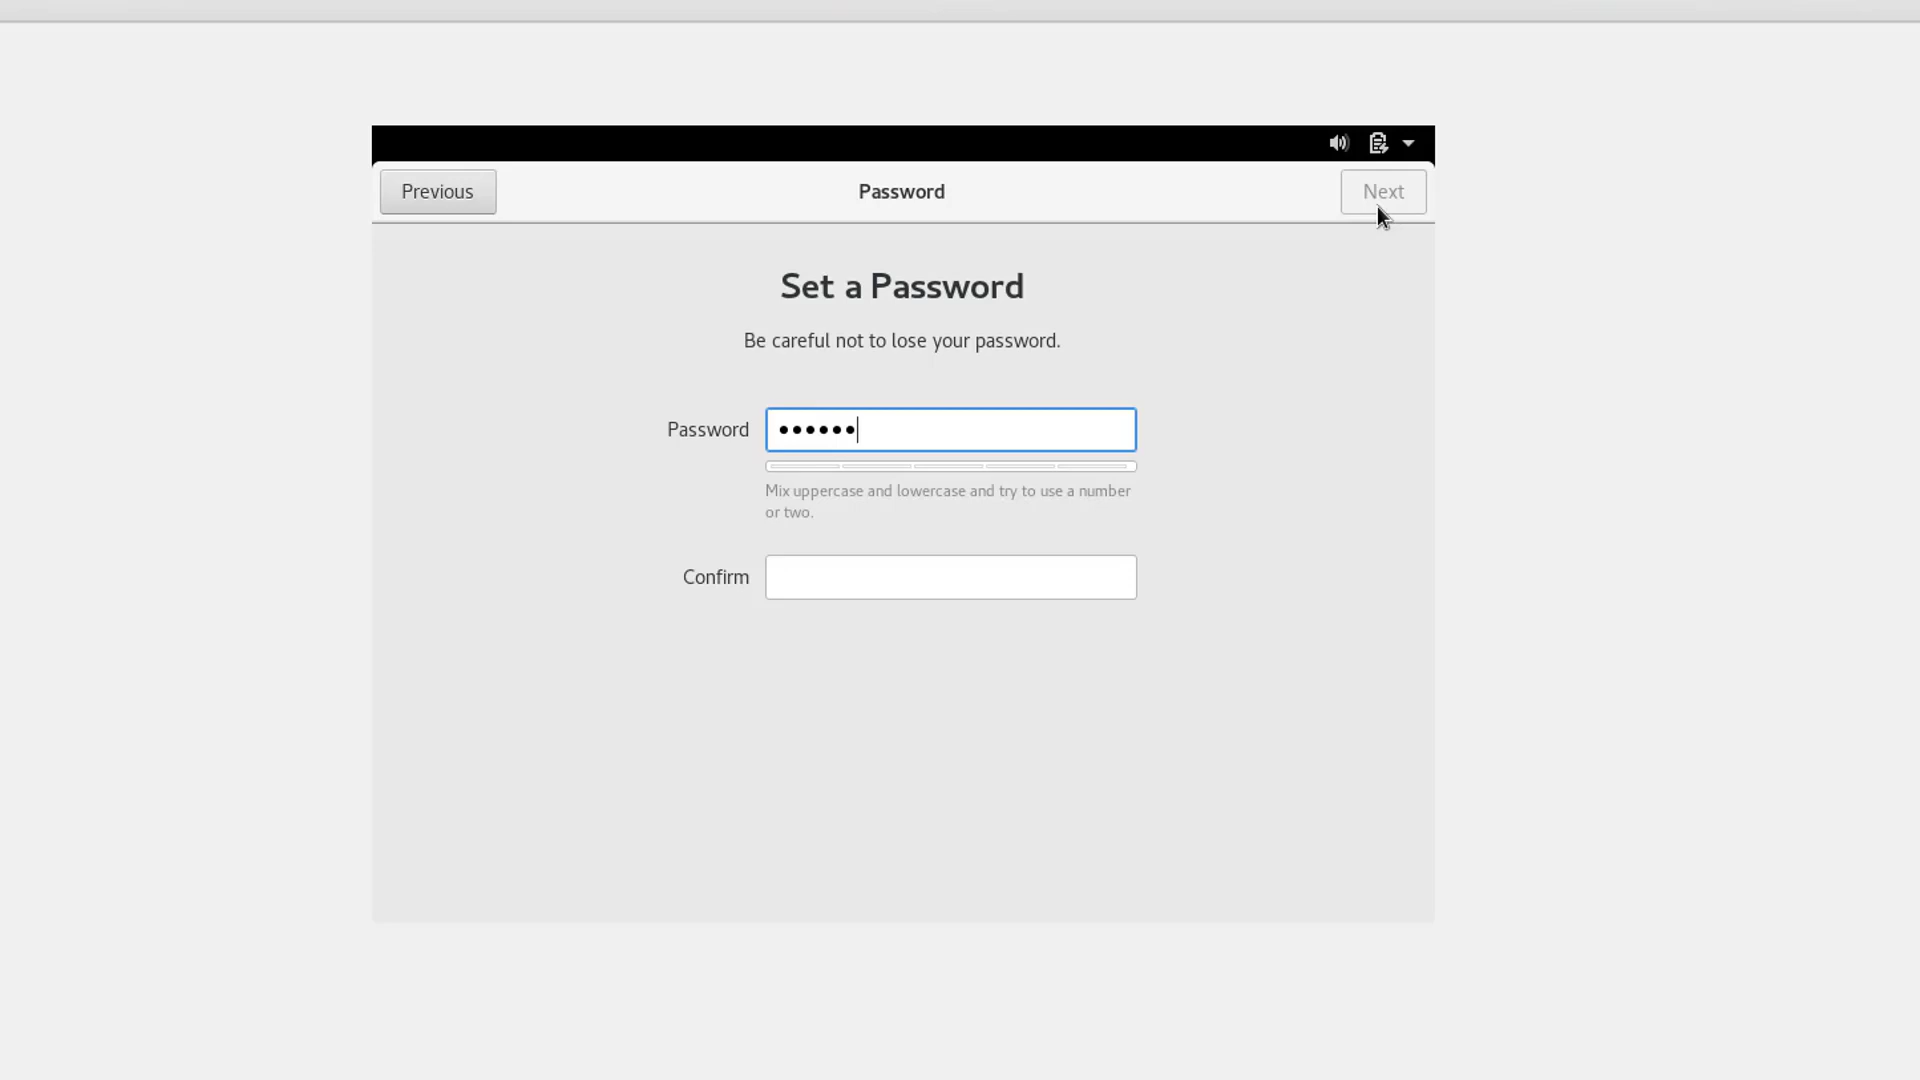 Previous
Password
Next
Set a Password
Be careful not to lose your password.
Password ••••••
Mix uppercase and lowercase and try to use a number
or two.
Confirm